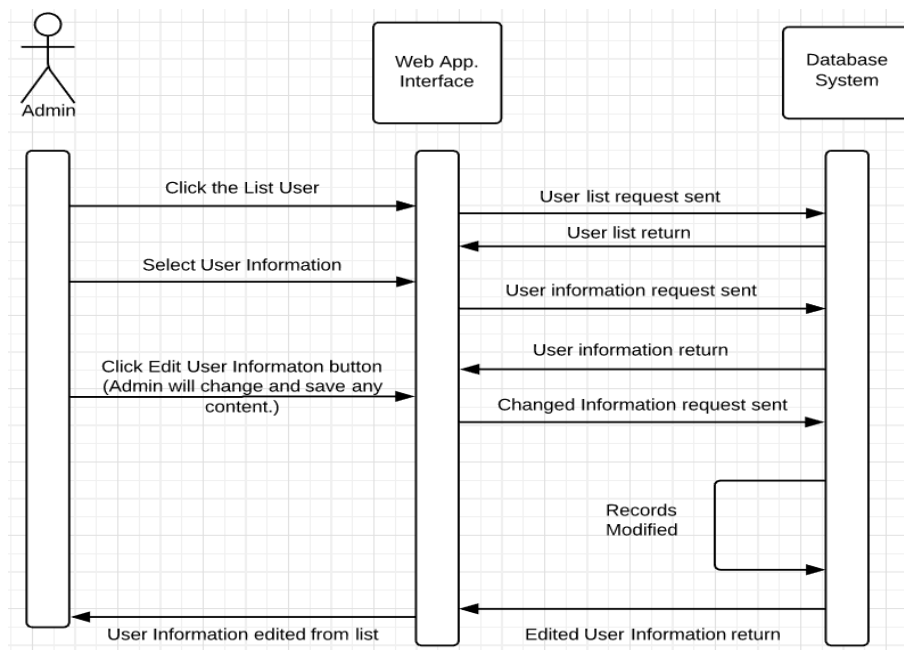 Admin
Web App.
Interface
Database
System
Click the List User
User list request sent
User list return
Select User Information
User information request sent
User information return
Click Edit User Informaton button
(Admin will change and save any
content.)
Changed Information request sent
Records
Modified
User Information edited from list
Edited User Information return